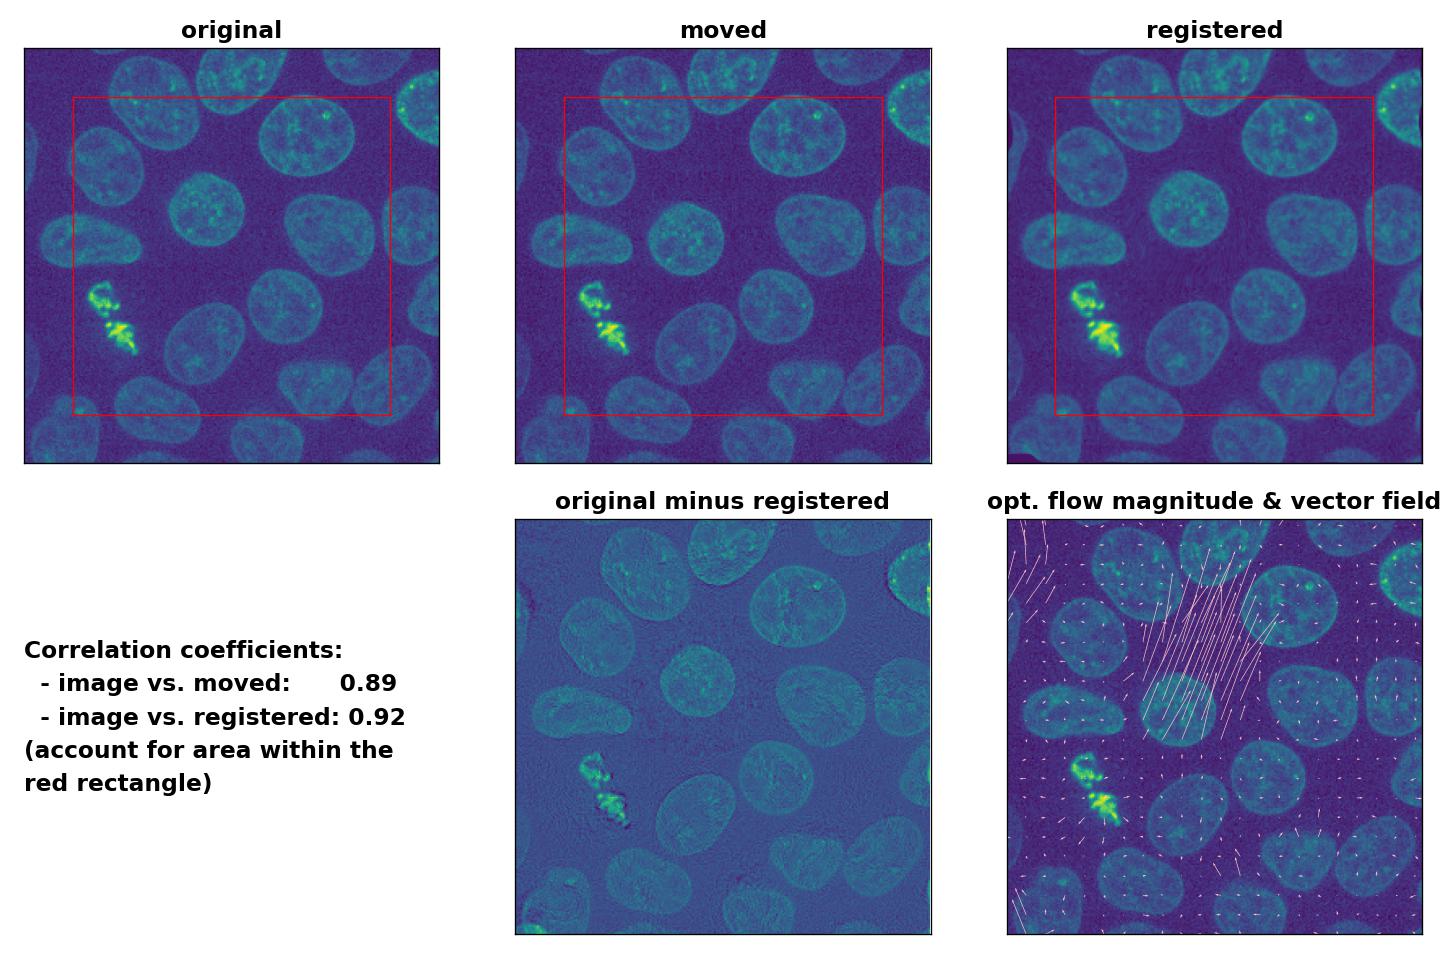 original
moved
registered
original minus registered
opt. flow magnitude & vector field
Correlation coefficients:
- image vs. moved: 0.89
- image vs. registered: 0.92
(account for area within the
red rectangle)